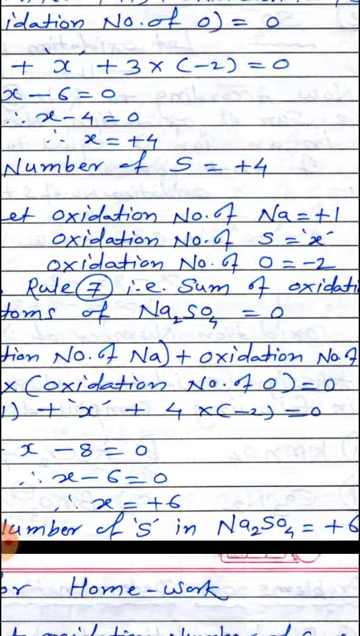 idation No. of O) = 0
+ 'x' + 3 × (-2) = 0
x - 6 = 0
∴ x - 4 = 0
∴ x = +4
Number of S = +4
et oxidation No. of Na = +1
oxidation No. of S = 'x'
oxidation No. of O = -2
Rule ⑦ i.e. Sum of oxidati
toms of Na₂SO₄ = 0
tion No. of Na) + oxidation No. of
x (oxidation No. of O) = 0
1) + 'x' + 4 × (-2) = 0
x - 8 = 0
∴ x - 6 = 0
∴ x = +6
umber of 'S' in Na₂SO₄ = +6
or Home-work